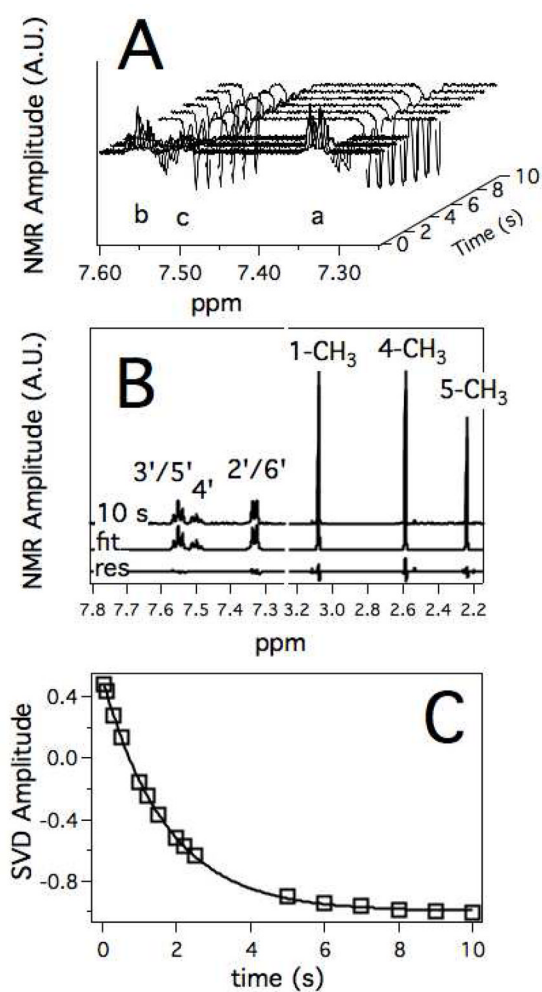 A
NMR Amplitude (A.U.)
b c a
0 2 4 6 8 10
Time (s)
7.60 7.50 7.40 7.30
ppm
B
NMR Amplitude (A.U.)
1-CH3 4-CH3
5-CH3
3'/5' 2'/6'
4'
10 s
fit
res
7.8 7.7 7.6 7.5 7.4 7.3 3.2 3.0 2.8 2.6 2.4 2.2
ppm
C
SVD Amplitude
0.4
0.0
-0.4
-0.8
0 2 4 6 8 10
time (s)